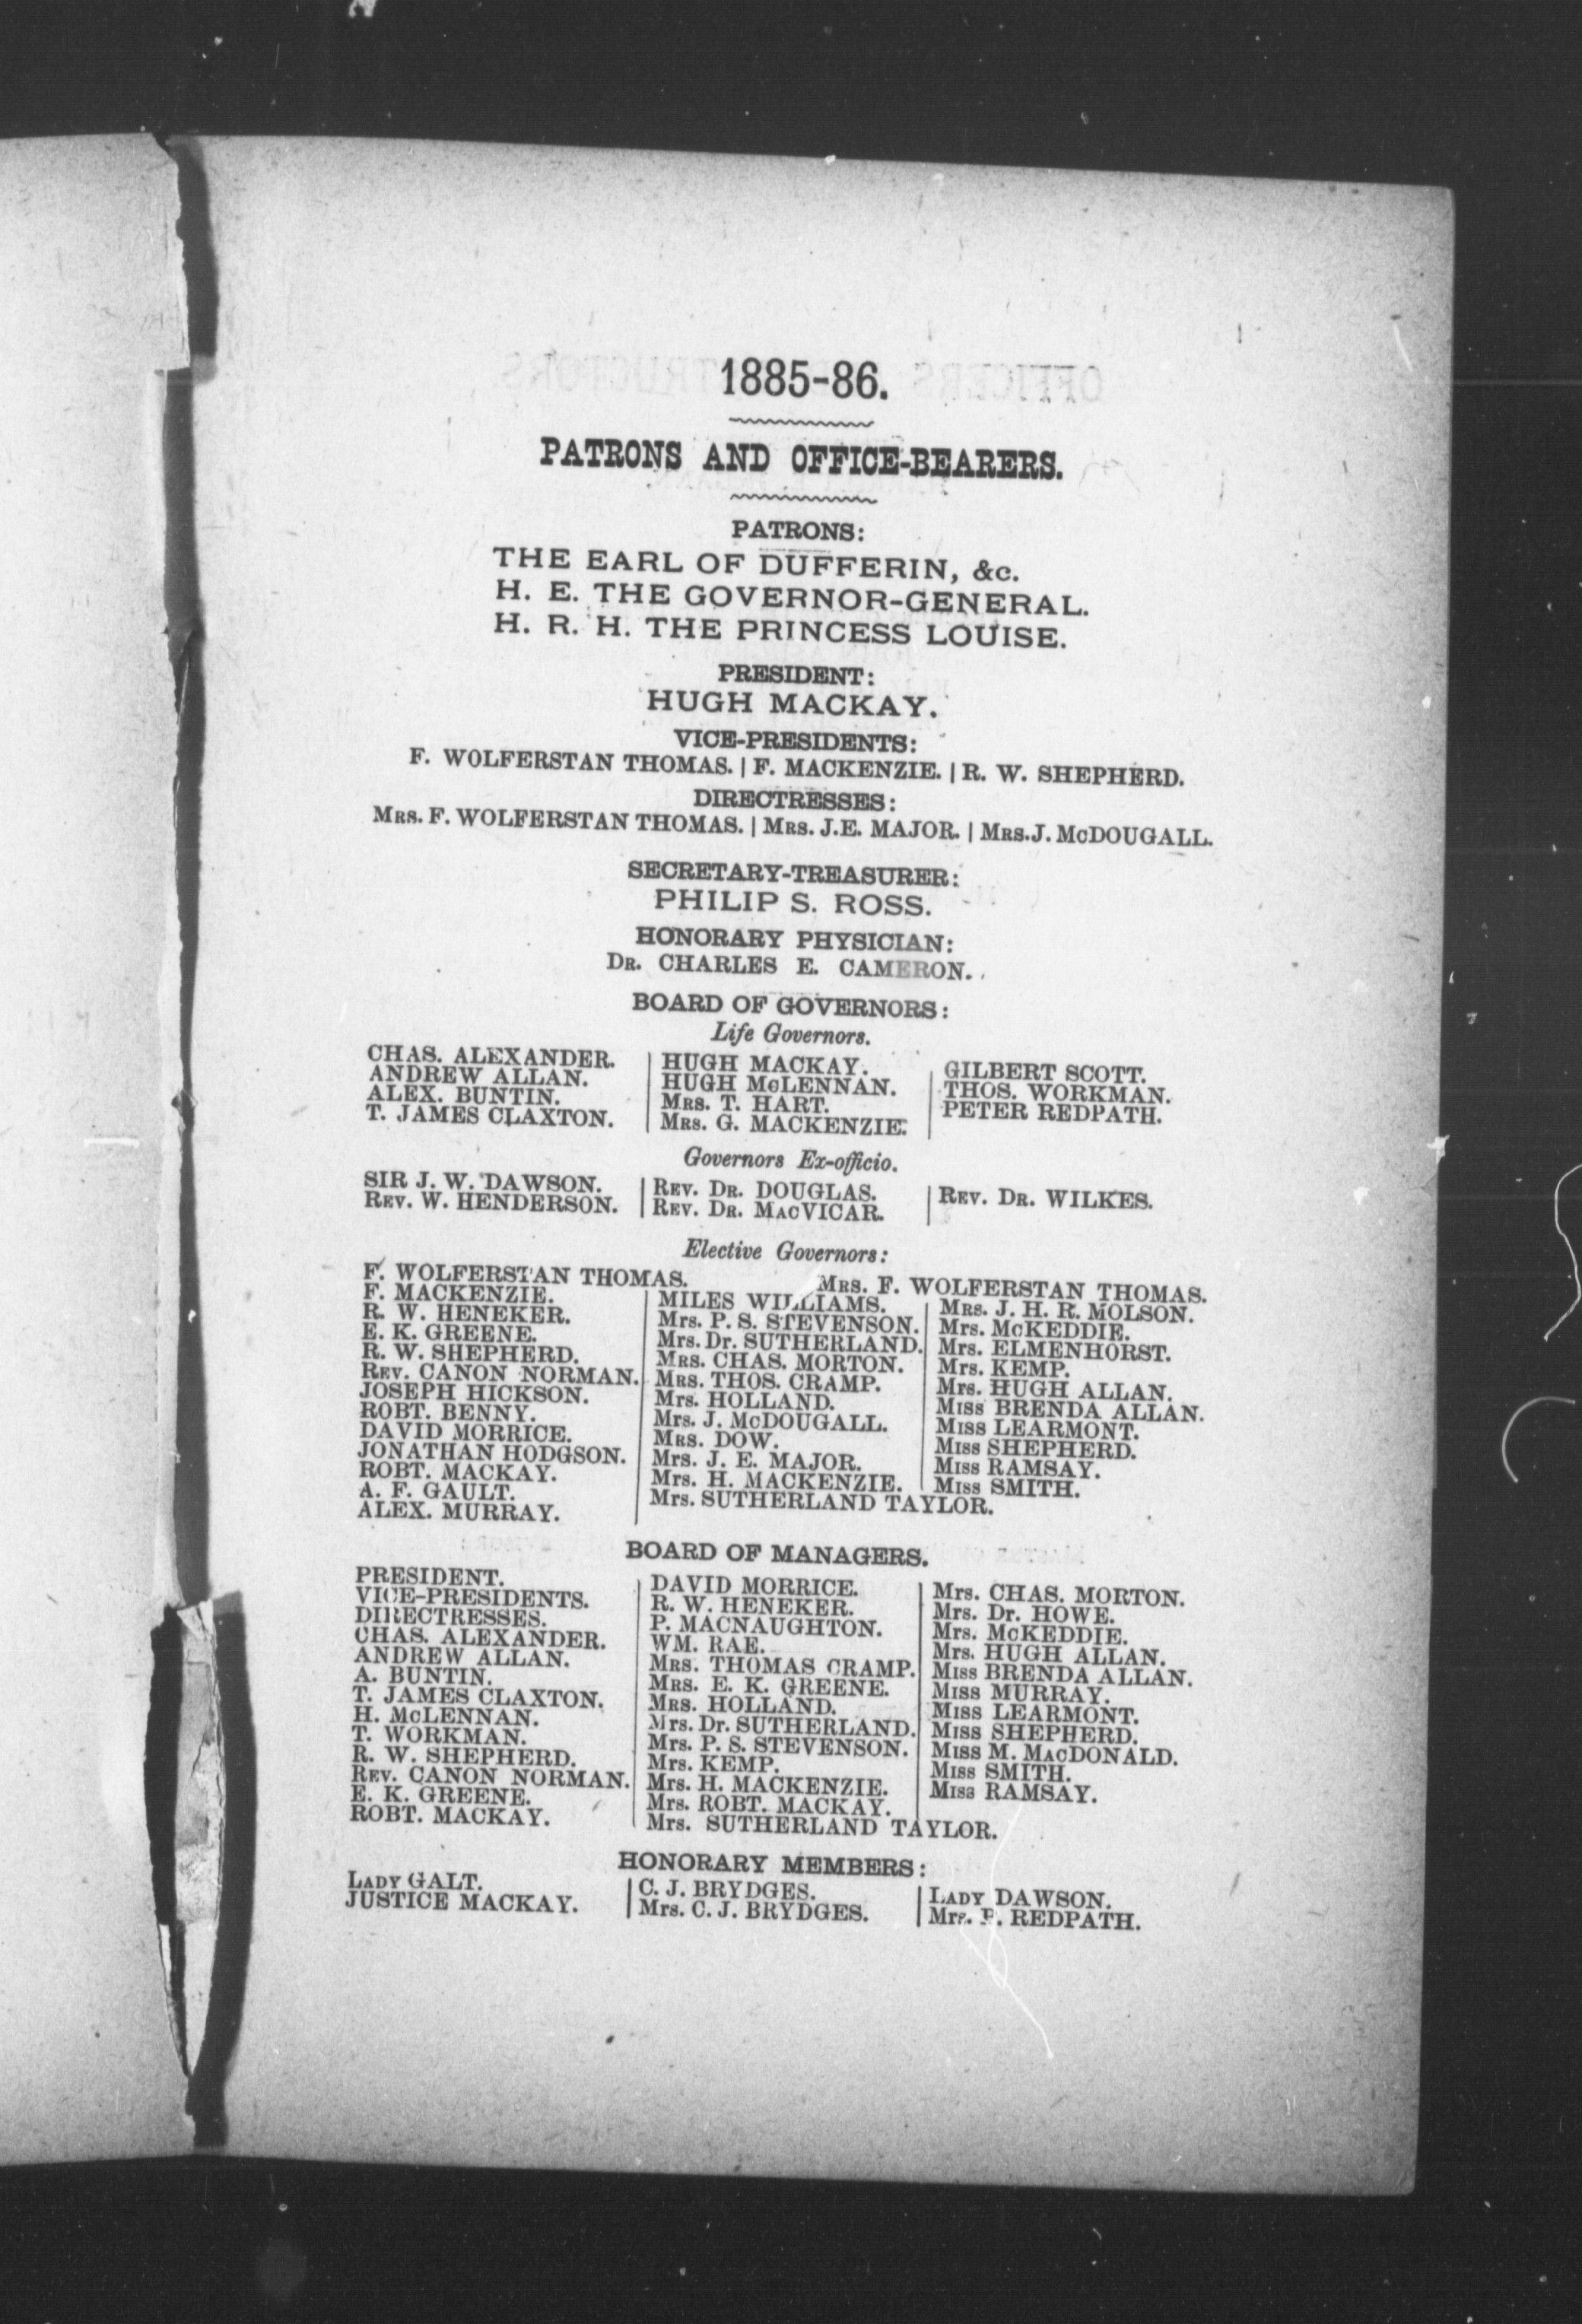 1885-86.
PATRONS AND OFFICE-BEARERS.
PATRONS:
THE EARL OF DUFFERIN, &c.
H. E. THE GOVERNOR-GENERAL.
H. R. H. THE PRINCESS LOUISE.
PRESIDENT:
HUGH MACKAY.
VICE-PRESIDENTS:
F. WOLFERSTAN THOMAS. | F. MACKENZIE. | R. W. SHEPHERD.
DIRECTRESSES:
MRS. F. WOLFERSTAN THOMAS. | MRS. J.E. MAJOR. | MRS. J. McDOUGALL.
SECRETARY-TREASURER:
PHILIP S. ROSS.
HONORARY PHYSICIAN:
DR. CHARLES E. CAMERON.
BOARD OF GOVERNORS:
Life Governors.
CHAS. ALEXANDER.
ANDREW ALLAN.
ALEX. BUNTIN.
T. JAMES CLAXTON.
HUGH MACKAY.
HUGH McLENNAN.
MRS. T. HART.
MRS. G. MACKENZIE.
GILBERT SCOTT.
THOS. WORKMAN.
PETER REDPATH.
Governors Ex-officio.
SIR J. W. DAWSON.
REV. W. HENDERSON.
REV. DR. DOUGLAS.
REV. DR. MACVICAR.
REV. DR. WILKES.
Elective Governors:
F. WOLFERSTAN THOMAS.
F. MACKENZIE.
R. W. HENEKER.
E. K. GREENE.
R. W. SHEPHERD.
REV. CANON NORMAN.
JOSEPH HICKSON.
ROBT. BENNY.
DAVID MORRICE.
JONATHAN HODGSON.
ROBT. MACKAY.
A. F. GAULT.
ALEX. MURRAY.
MILES WILLIAMS.
Mrs. P. S. STEVENSON.
Mrs. Dr. SUTHERLAND.
MRS. CHAS. MORTON.
MRS. THOS. CRAMP.
Mrs. HOLLAND.
Mrs. J. McDOUGALL.
MRS. DOW.
Mrs. J. E. MAJOR.
Mrs. H. MACKENZIE.
Mrs. SUTHERLAND TAYLOR.
MRS. F. WOLFERSTAN THOMAS.
MRS. J. H. R. MOLSON.
Mrs. McKEDDIE.
Mrs. ELMENHORST.
Mrs. KEMP.
Mrs. HUGH ALLAN.
MISS BRENDA ALLAN.
MISS LEARMONT.
MISS SHEPHERD.
MISS RAMSAY.
MISS SMITH.
BOARD OF MANAGERS.
PRESIDENT.
VICE-PRESIDENTS.
DIRECTRESSES.
CHAS. ALEXANDER.
ANDREW ALLAN.
A. BUNTIN.
T. JAMES CLAXTON.
H. McLENNAN.
T. WORKMAN.
R. W. SHEPHERD.
REV. CANON NORMAN.
E. K. GREENE.
ROBT. MACKAY.
DAVID MORRICE.
R. W. HENEKER.
P. MACNAUGHTON.
WM. RAE.
MRS. THOMAS CRAMP.
MRS. E. K. GREENE.
MRS. HOLLAND.
Mrs. Dr. SUTHERLAND.
Mrs. P. S. STEVENSON.
Mrs. KEMP.
Mrs. H. MACKENZIE.
Mrs. ROBT. MACKAY.
Mrs. SUTHERLAND TAYLOR.
Mrs. CHAS. MORTON.
Mrs. Dr. HOWE.
Mrs. McKEDDIE.
Mrs. HUGH ALLAN.
MISS BRENDA ALLAN.
MISS MURRAY.
MISS LEARMONT.
MISS SHEPHERD.
MISS M. MACDONALD.
MISS SMITH.
MISS RAMSAY.
HONORARY MEMBERS:
LADY GALT.
JUSTICE MACKAY.
C. J. BRYDGES.
Mrs. C. J. BRYDGES.
LADY DAWSON.
Mrs. P. REDPATH.